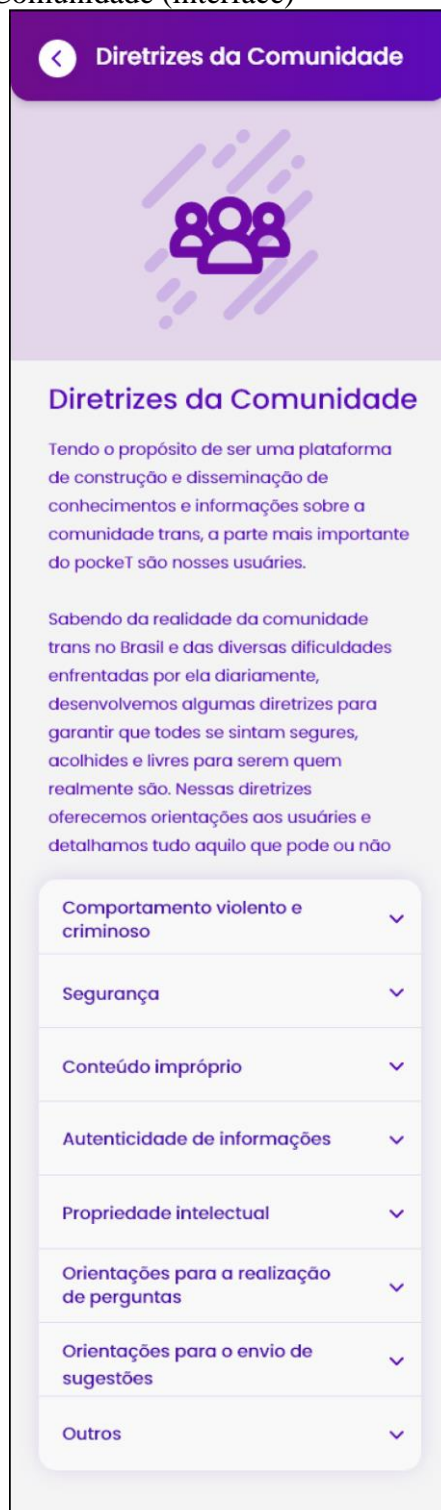 Comunidade (interface)
Diretrizes da Comunidade
Diretrizes da Comunidade
Tendo o propósito de ser uma plataforma
de construção e disseminação de
conhecimentos e informações sobre a
comunidade trans, a parte mais importante
do pockeT são nosses usuáries.
Sabendo da realidade da comunidade
trans no Brasil e das diversas dificuldades
enfrentadas por ela diariamente,
desenvolvemos algumas diretrizes para
garantir que todes se sintam segures,
acolhides e livres para serem quem
realmente são. Nessas diretrizes
oferecemos orientações aos usuáries e
detalhamos tudo aquilo que pode ou não
Comportamento violento e
criminoso
Segurança
Conteúdo impróprio
Autenticidade de informações
Propriedade intelectual
Orientações para a realização
de perguntas
Orientações para o envio de
sugestões
Outros